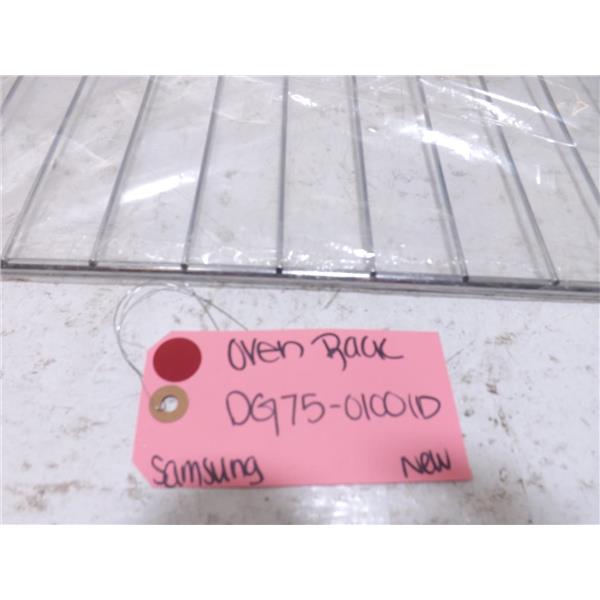 Oven Rack
DG75-01001D
Samsung New